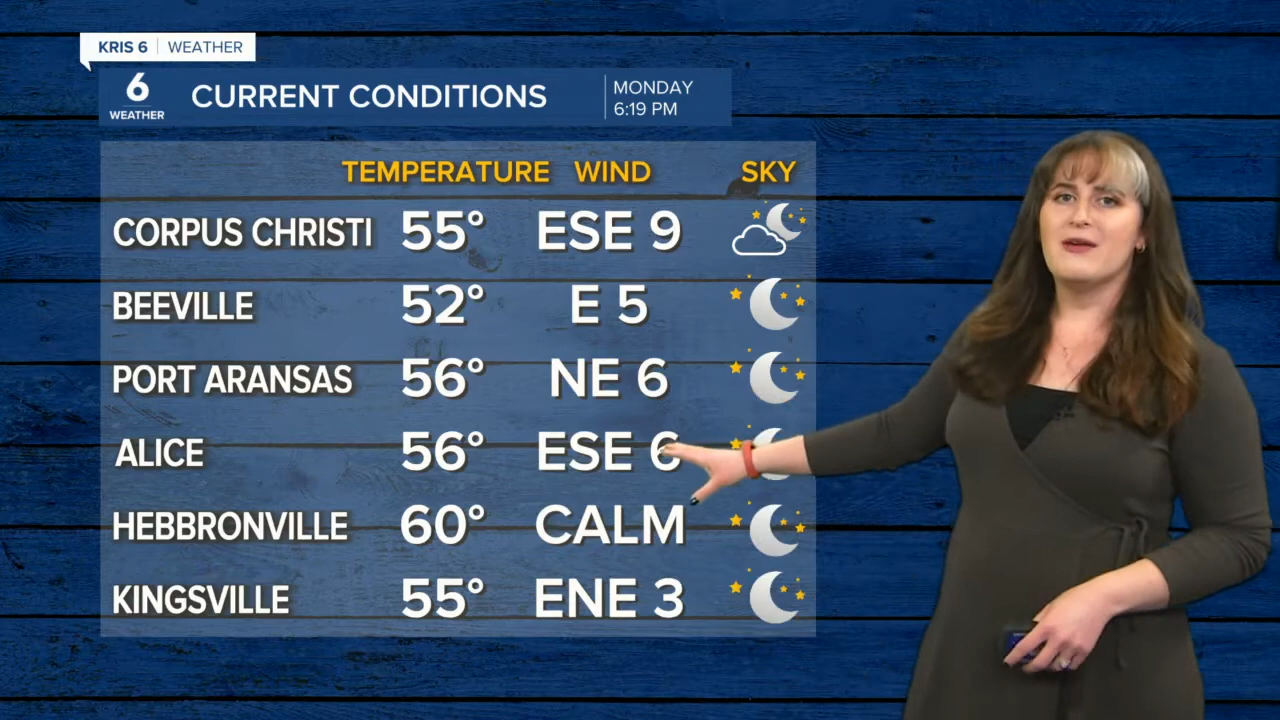 KRIS 6 | WEATHER
6
WEATHER
CURRENT CONDITIONS
MONDAY
6:19 PM
TEMPERATURE WIND SKY
CORPUS CHRISTI 55° ESE 9
BEEVILLE 52° E 5
PORT ARANSAS 56° NE 6
ALICE 56° ESE 6
HEBBRONVILLE 60° CALM
KINGSVILLE 55° ENE 3